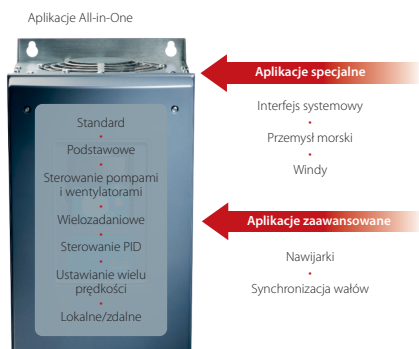 Aplikacje All-in-One
Standard
Podstawowe
Sterowanie pompami
i wentylatorami
Wielozadaniowe
Sterowanie PID
Ustawianie wielu
prędkości
Lokalne/zdalne
Aplikacje specjalne
Interfejs systemowy
Przemysł morski
Windy
Aplikacje zaawansowane
Nawijarki
Synchronizacja wałów